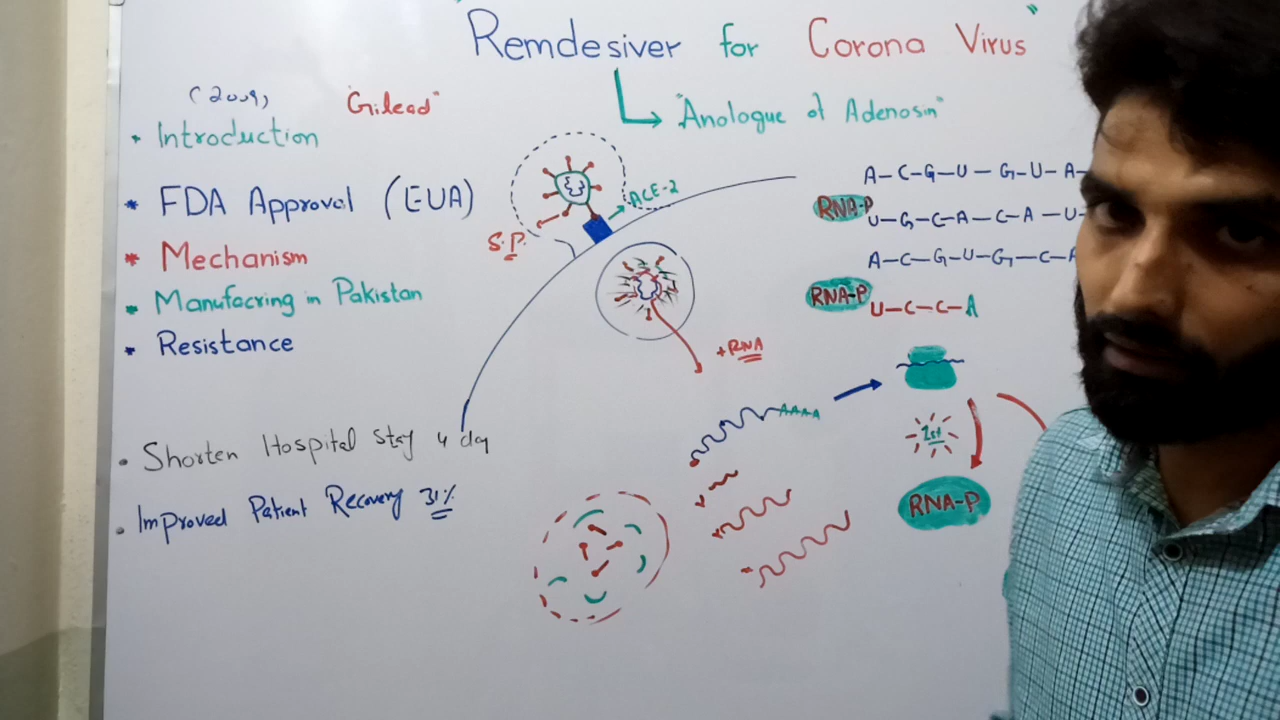 Remdesiver for Corona Virus"
(2009) "Gilead"
"Anologue of Adenosin"
* Introduction
* FDA Approval (EUA)
* Mechanism
* Manufacring in Pakistan
* Resistance
• Shorten Hospital Stay 4 day
• Improved Patient Recovery 31%
ACE-2
S.P.
+RNA
AAAA
A-C-G-U-G-U-A-
RNA-P
U-G-C-A-C-A-U-
A-C-G-U-G-C-A
RNA-P
U-C-C-A
1st
RNA-P